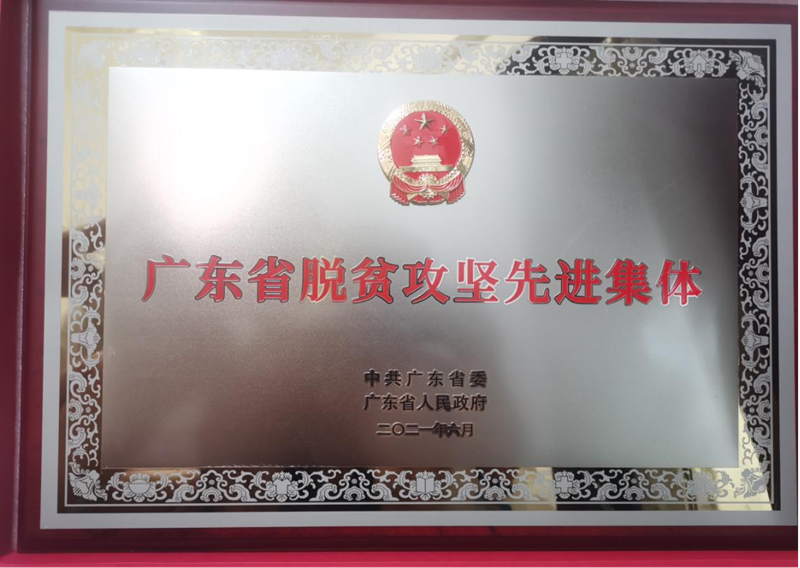 广东省脱贫攻坚先进集体
中共广东省委
广东省人民政府
二〇二一年六月